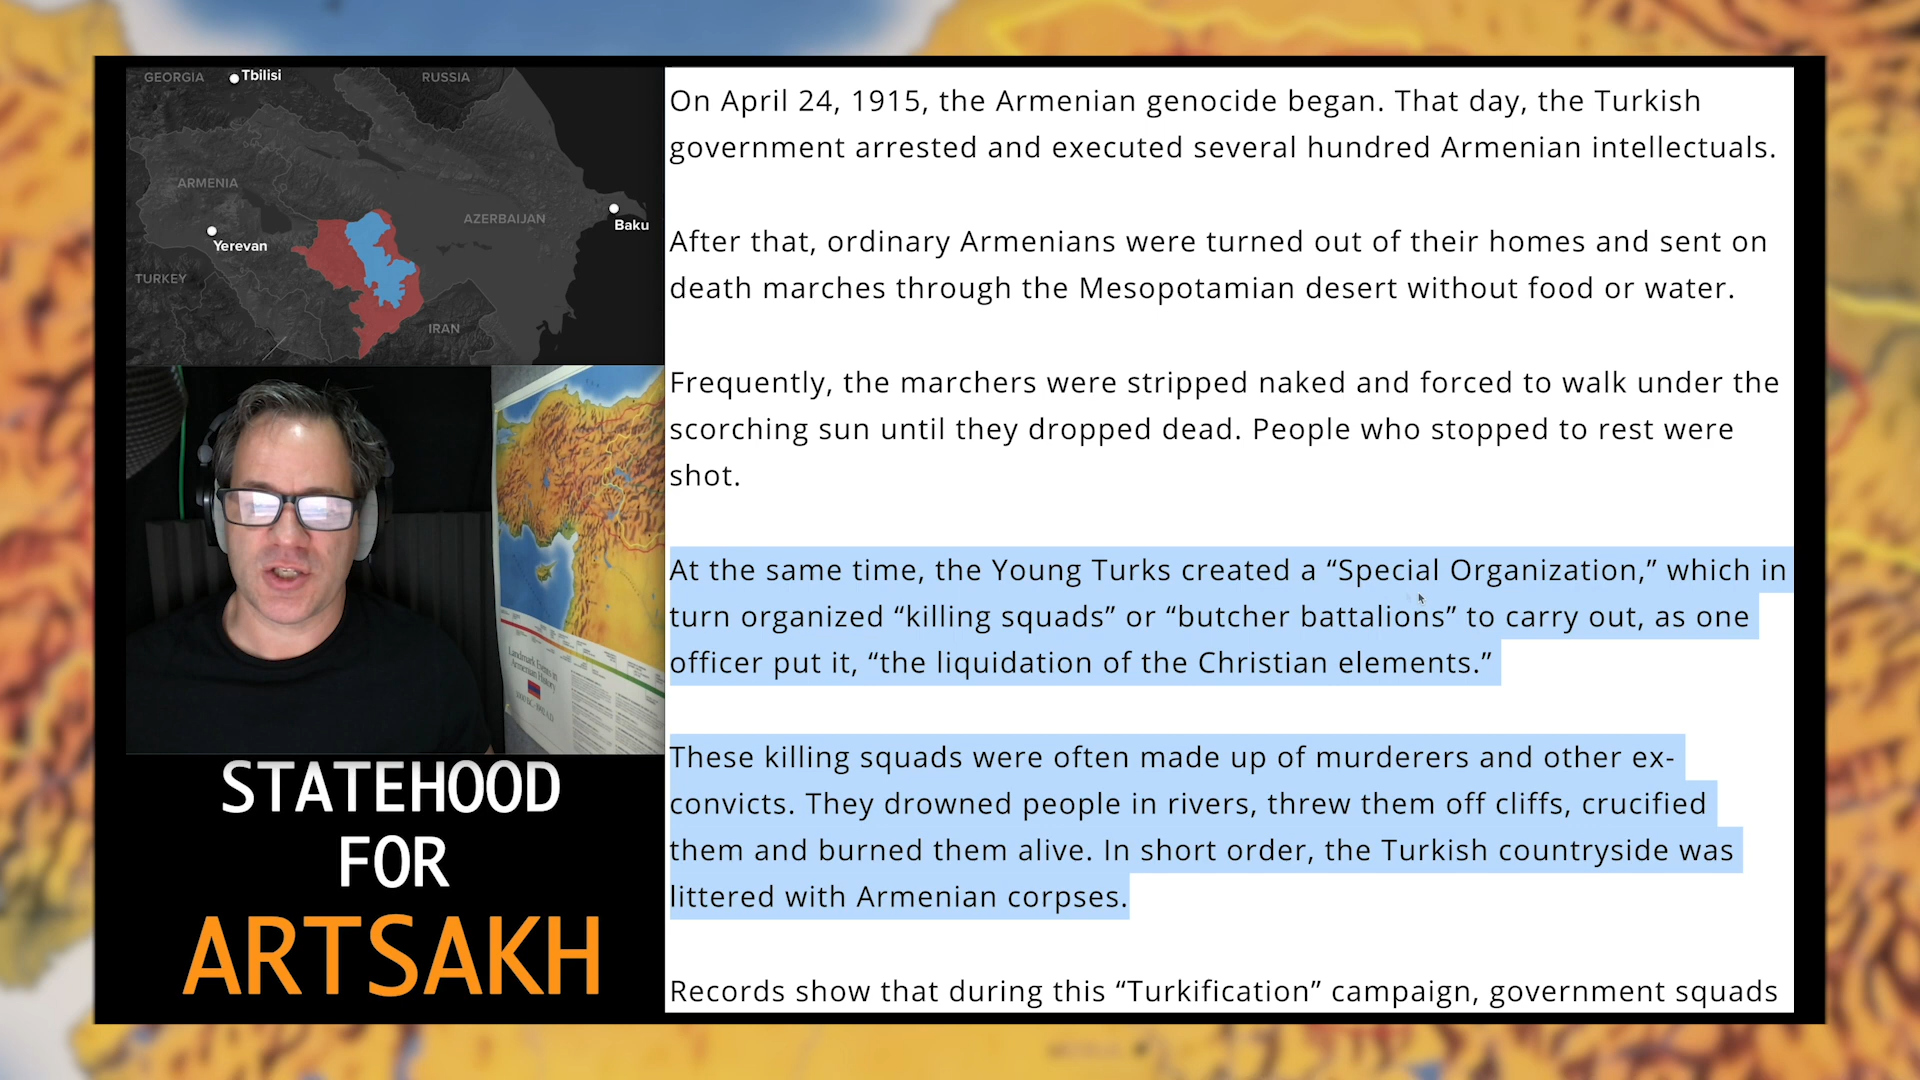 GEORGIA
Tbilisi
RUSSIA
ARMENIA
Yerevan
AZERBAIJAN
Baku
TURKEY
IRAN
Landmark Events in
Armenian History
STATEHOOD
FOR
ARTSAKH
On April 24, 1915, the Armenian genocide began. That day, the Turkish
government arrested and executed several hundred Armenian intellectuals.
After that, ordinary Armenians were turned out of their homes and sent on
death marches through the Mesopotamian desert without food or water.
Frequently, the marchers were stripped naked and forced to walk under the
scorching sun until they dropped dead. People who stopped to rest were
shot.
At the same time, the Young Turks created a “Special Organization,” which in
turn organized “killing squads” or “butcher battalions” to carry out, as one
officer put it, “the liquidation of the Christian elements.”
These killing squads were often made up of murderers and other ex-
convicts. They drowned people in rivers, threw them off cliffs, crucified
them and burned them alive. In short order, the Turkish countryside was
littered with Armenian corpses.
Records show that during this “Turkification” campaign, government squads